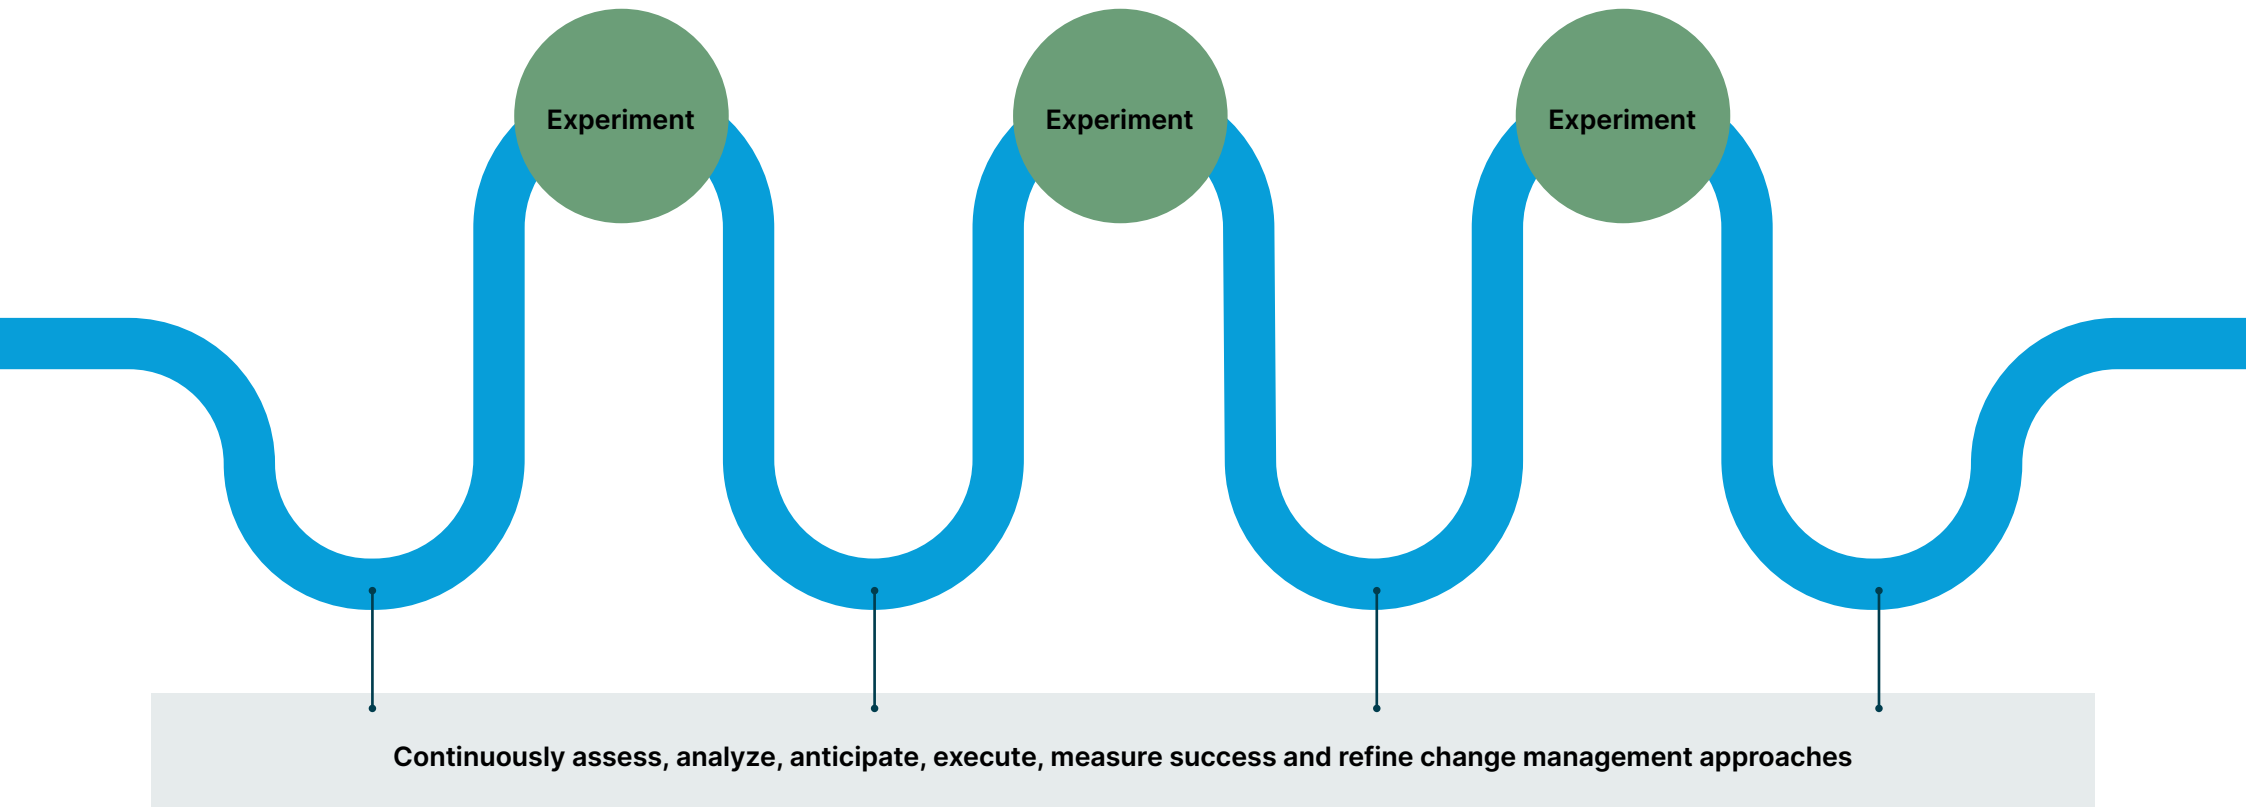 Experiment
Experiment
Experiment
Continuously assess, analyze, anticipate, execute, measure success and refine change management approaches